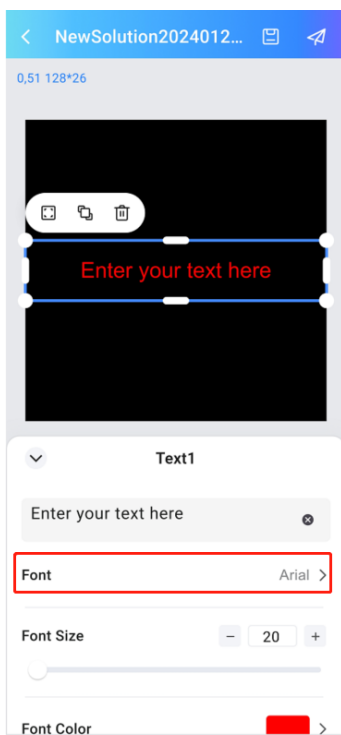 NewSolution2024012...
0,51 128*26
Enter your text here
Text1
Enter your text here
Font Arial
Font Size - 20 +
Font Color